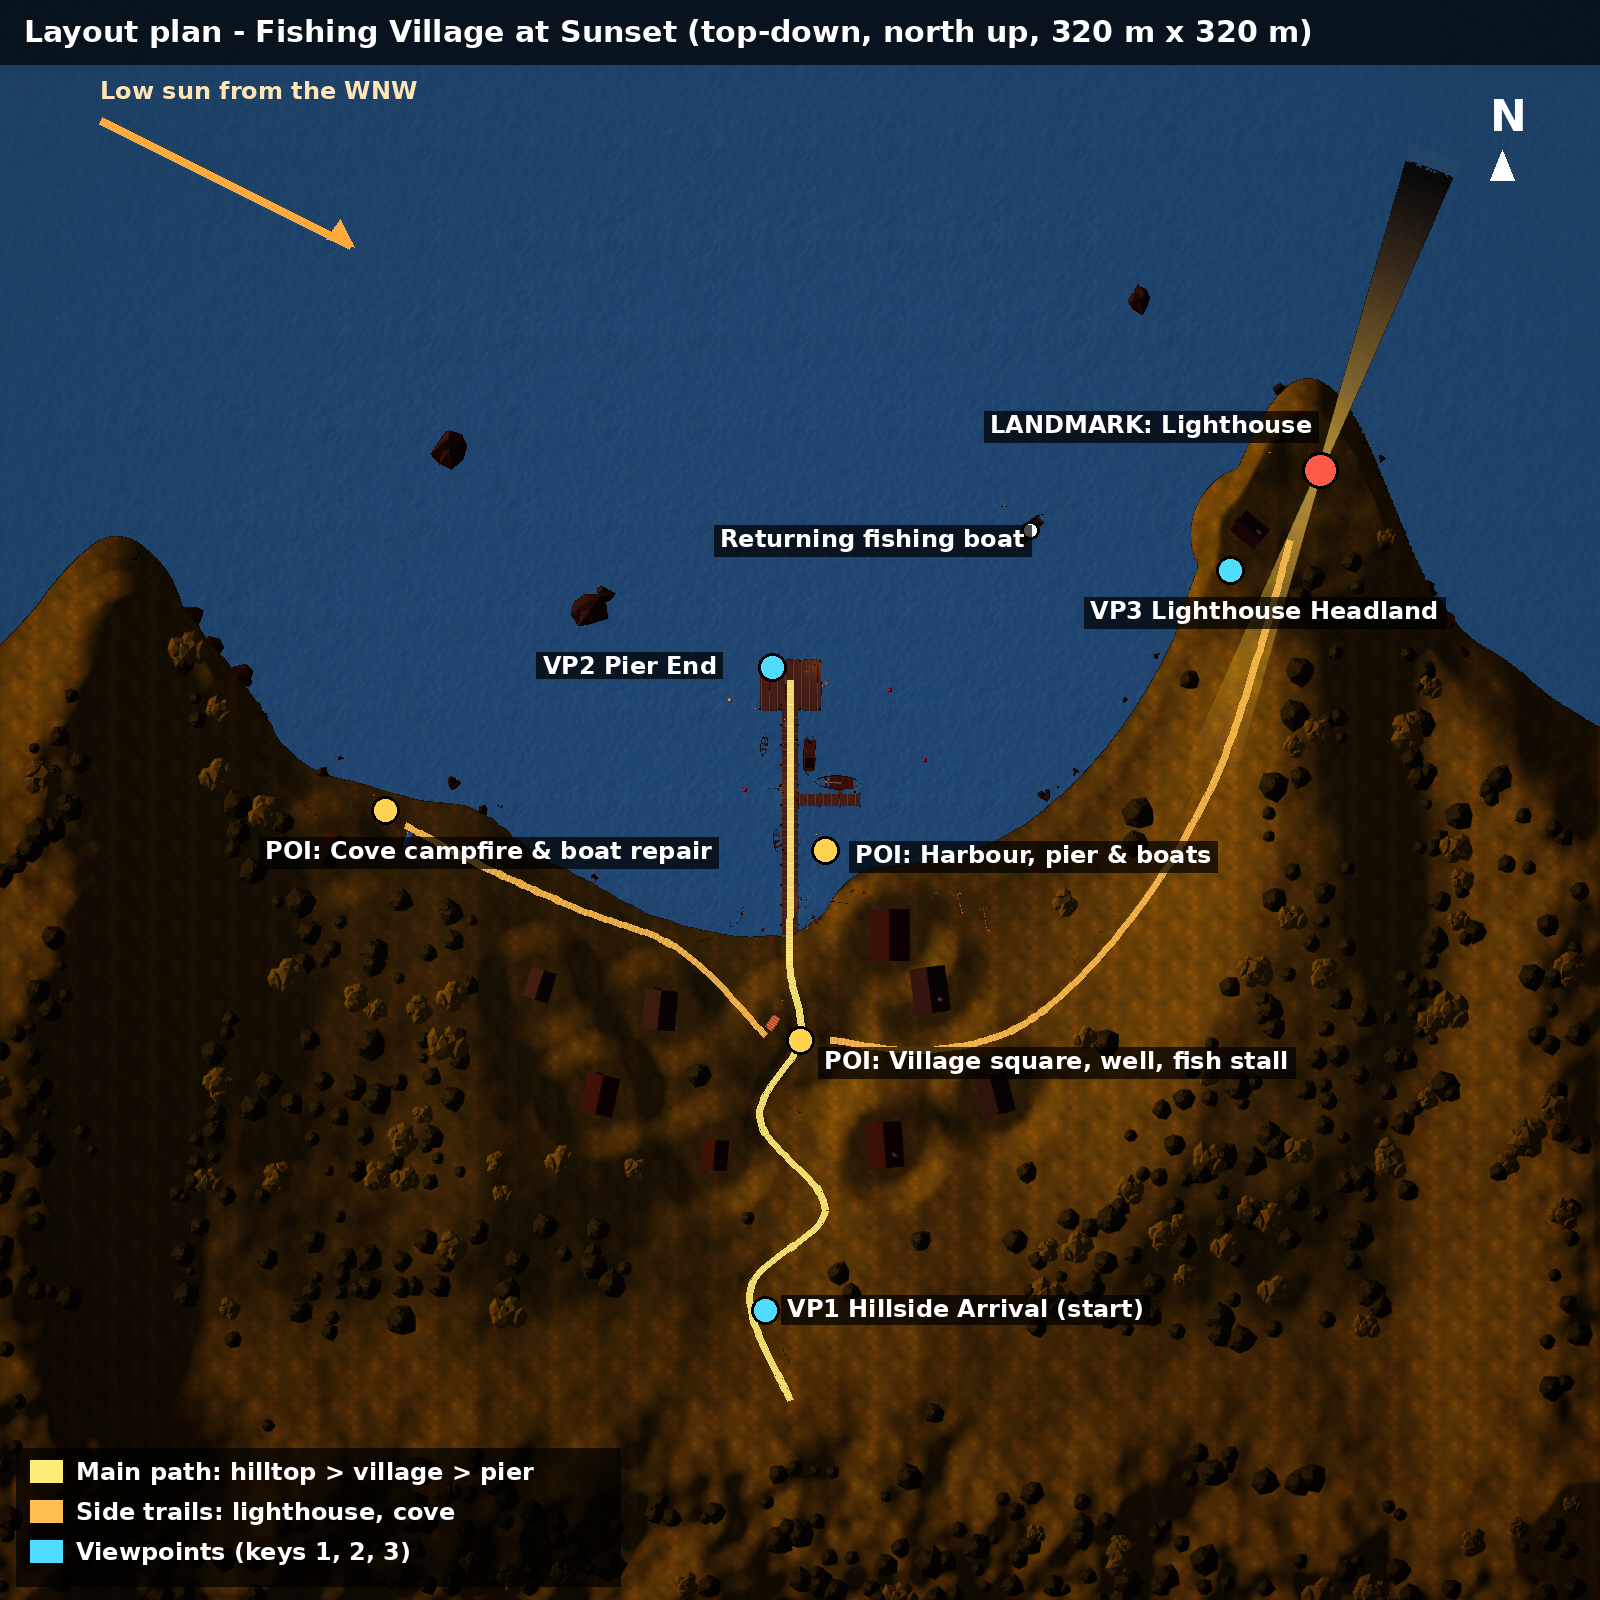 Layout plan - Fishing Village at Sunset (top-down, north up, 320 m x 320 m)
Low sun from the WNW
N
LANDMARK: Lighthouse
Returning fishing boat
VP3 Lighthouse Headland
VP2 Pier End
POI: Cove campfire & boat repair
POI: Harbour, pier & boats
POI: Village square, well, fish stall
VP1 Hillside Arrival (start)
Main path: hilltop > village > pier
Side trails: lighthouse, cove
Viewpoints (keys 1, 2, 3)